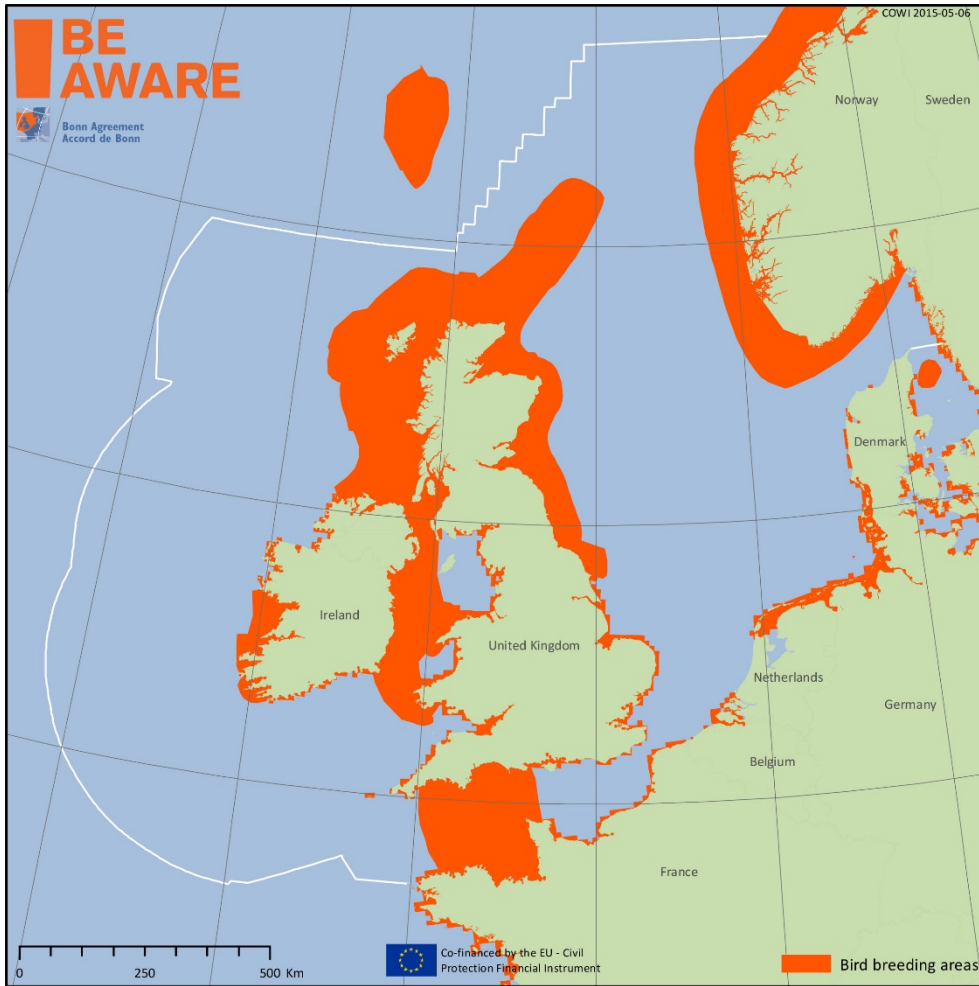 COWI 2015-05-06
BE
AWARE
Bonn Agreement
Accord de Bonn
Norway
Sweden
Denmark
Ireland
United Kingdom
Netherlands
Germany
Belgium
France
0
250
500 Km
Co-financed by the EU - Civil
Protection Financial Instrument
Bird breeding areas